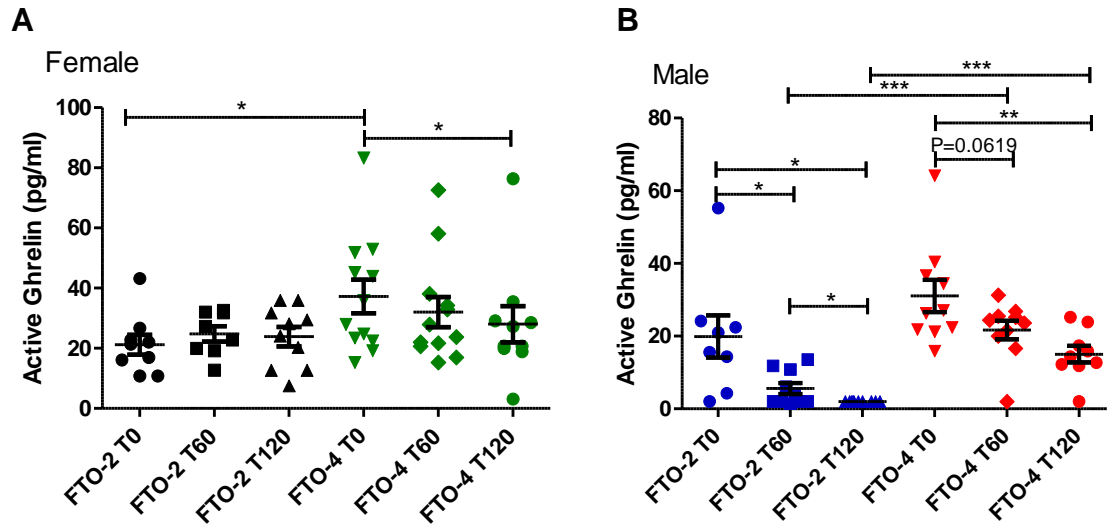 A
Female
Active Ghrelin (pg/ml)
100
80
60
40
20
0
*
*
FTO-2 T0
FTO-2 T60
FTO-2 T120
FTO-4 T0
FTO-4 T60
FTO-4 T120
B
Male
Active Ghrelin (pg/ml)
80
60
40
20
0
***
***
**
P=0.0619
*
*
*
FTO-2 T0
FTO-2 T60
FTO-2 T120
FTO-4 T0
FTO-4 T60
FTO-4 T120